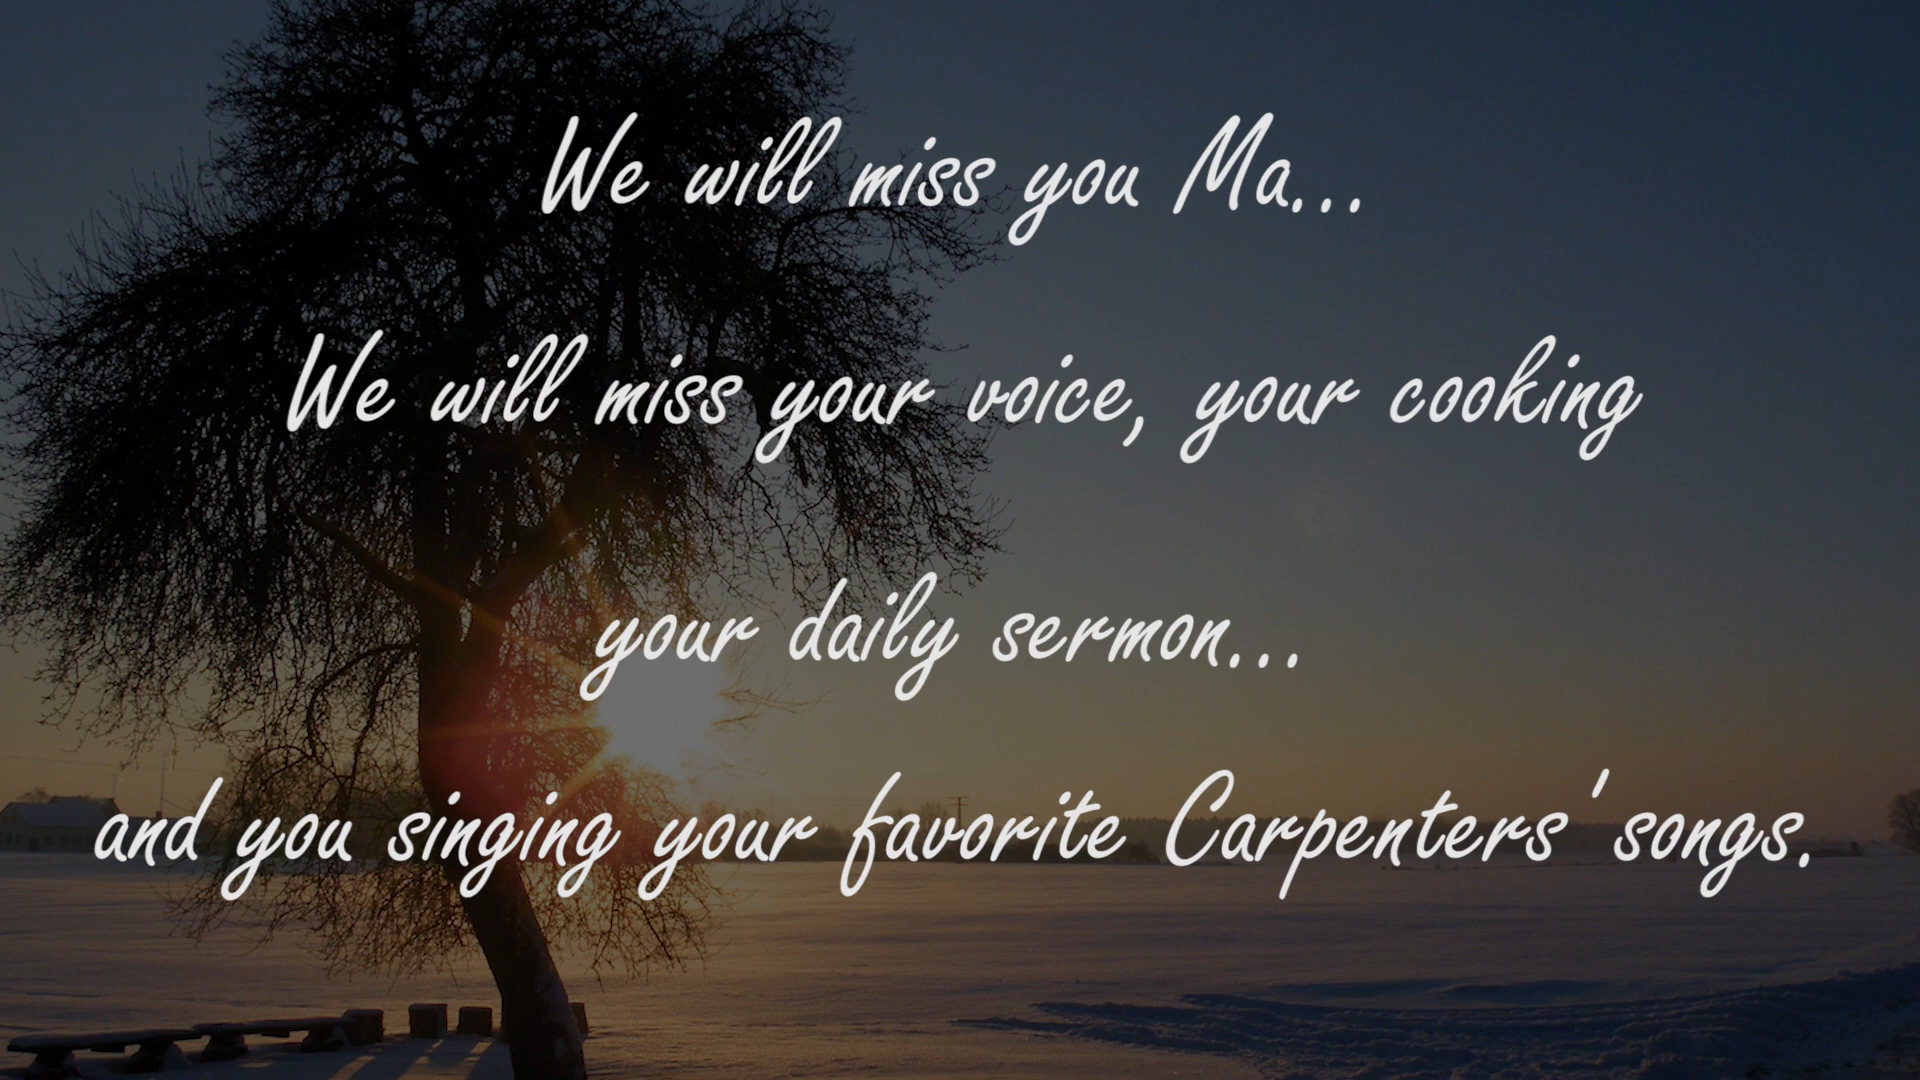 We will miss you Ma...
We will miss your voice, your cooking
your daily sermon...
and you singing your favorite Carpenters' songs.